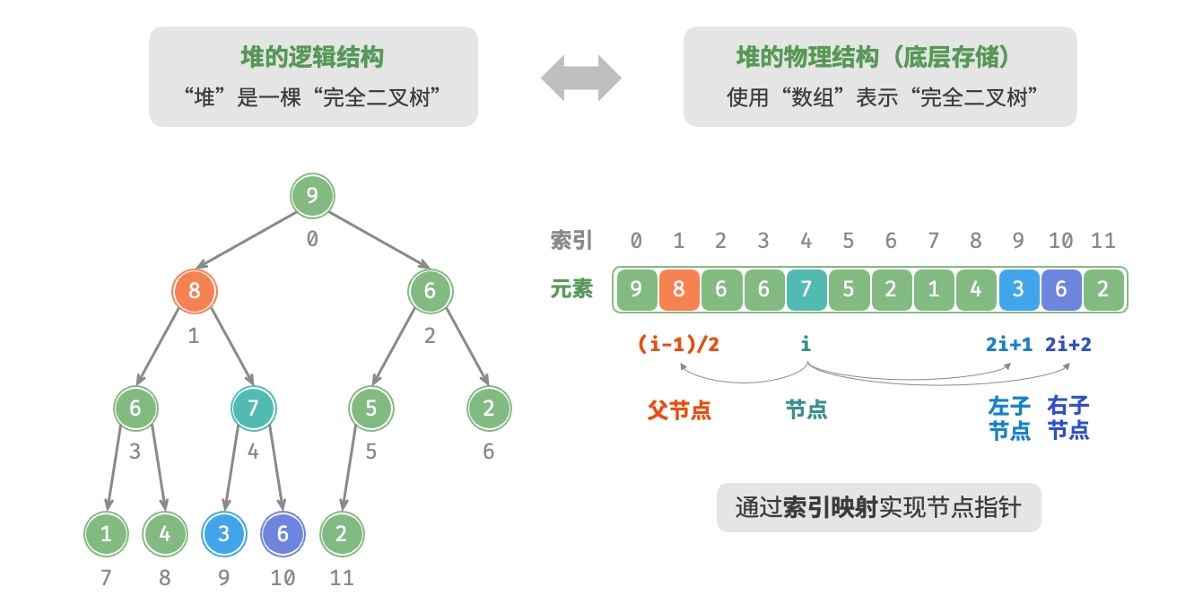 堆的逻辑结构
“堆”是一棵“完全二叉树”
堆的物理结构（底层存储）
使用“数组”表示“完全二叉树”
9
0
8 6
1 2
6 7 5 2
3 4 5 6
1 4 3 6 2
7 8 9 10 11
索引 0 1 2 3 4 5 6 7 8 9 10 11
元素 9 8 6 6 7 5 2 1 4 3 6 2
(i-1)/2 i 2i+1 2i+2
父节点 节点 左子 右子
节点 节点
通过索引映射实现节点指针